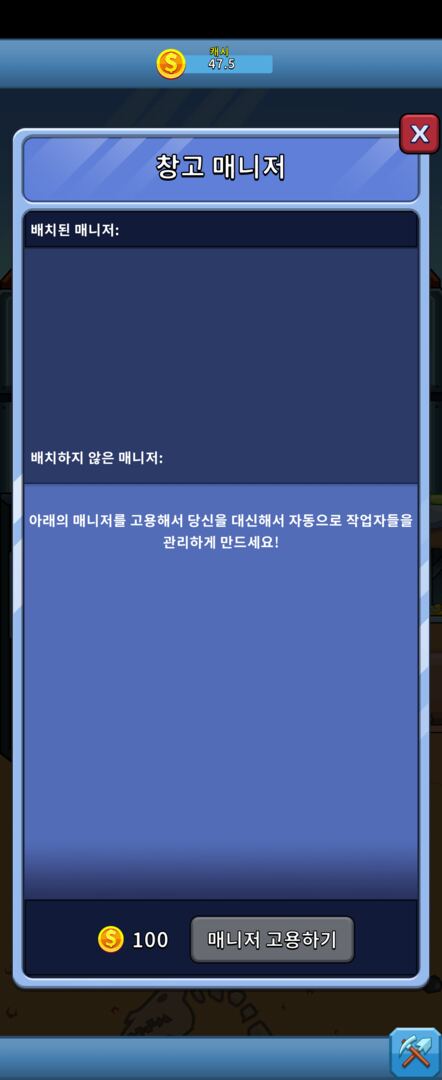 캐시
47.5
X
창고 매니저
배치된 매니저:
배치하지 않은 매니저:
아래의 매니저를 고용해서 당신을 대신해서 자동으로 작업자들을
관리하게 만드세요!
100 매니저 고용하기